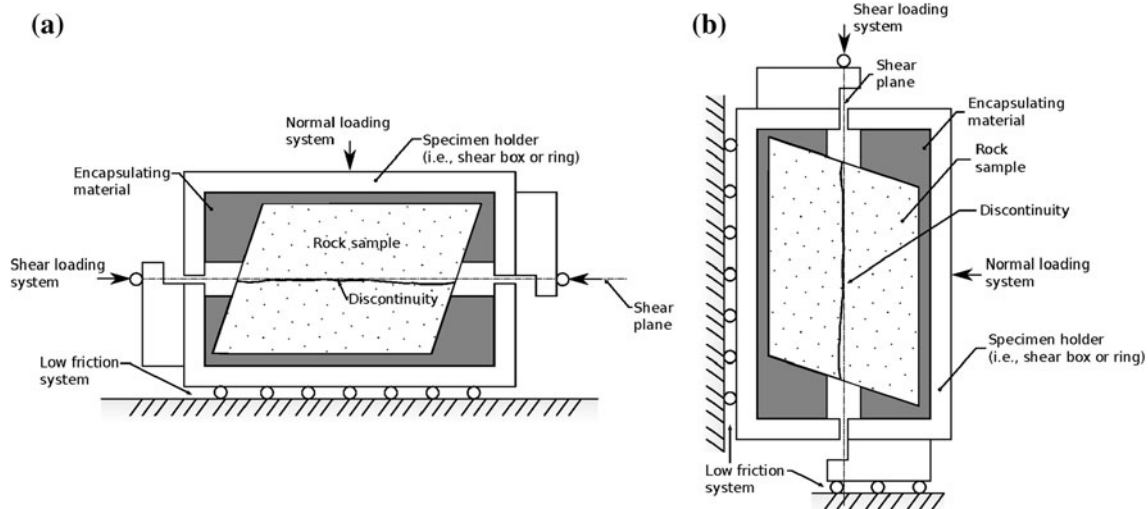 (a)
Normal loading
system
Specimen holder
(i.e., shear box or ring)
Encapsulating
material
Rock sample
Shear loading
system
Discontinuity
Shear
plane
Low friction
system
(b)
Shear loading
system
Shear
plane
Encapsulating
material
Rock
sample
Discontinuity
Normal loading
system
Specimen holder
(i.e., shear box or ring)
Low friction
system